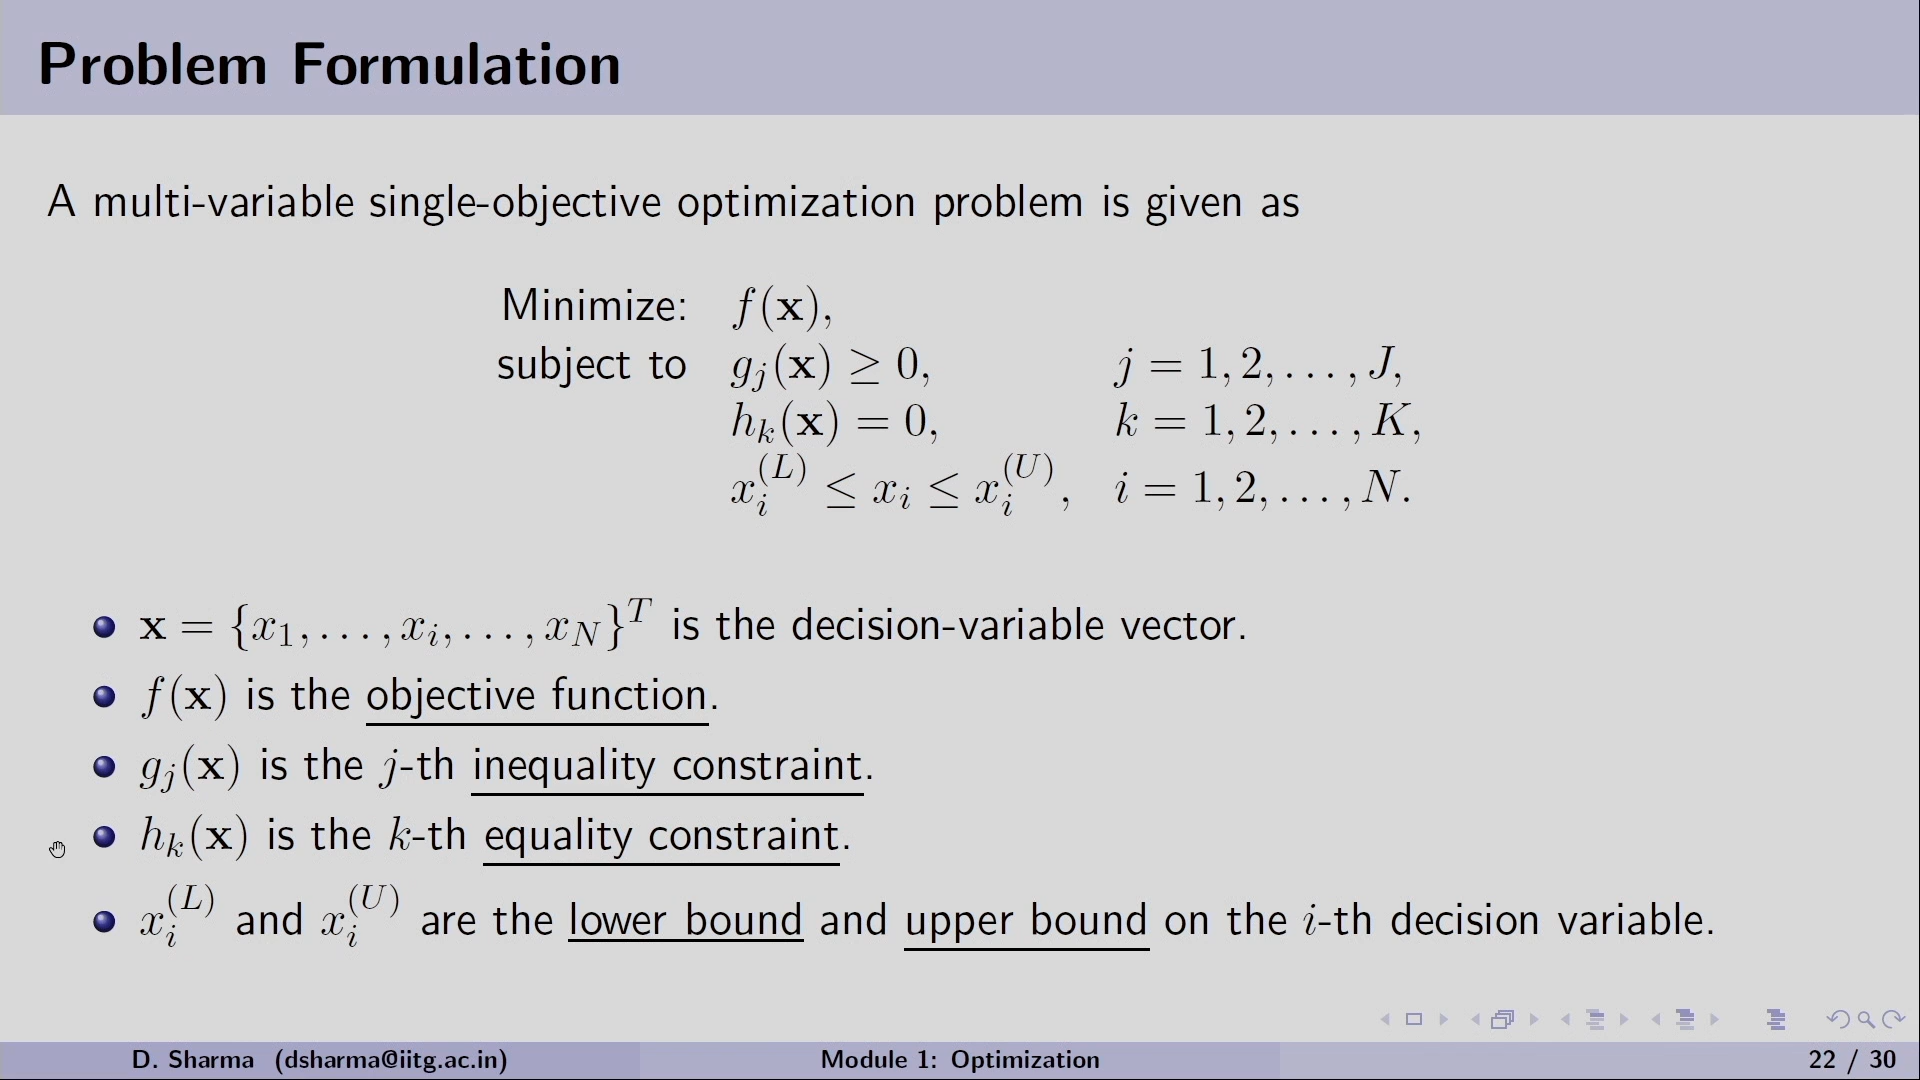 Problem Formulation
A multi-variable single-objective optimization problem is given as
Minimize: f(x),
subject to g_j(x) ≥ 0, j = 1, 2, . . . , J,
h_k(x) = 0, k = 1, 2, . . . , K,
x_i^(L) ≤ x_i ≤ x_i^(U), i = 1, 2, . . . , N.
x = {x_1, . . . , x_i, . . . , x_N}^T is the decision-variable vector.
f(x) is the objective function.
g_j(x) is the j-th inequality constraint.
h_k(x) is the k-th equality constraint.
x_i^(L) and x_i^(U) are the lower bound and upper bound on the i-th decision variable.
D. Sharma (dsharma@iitg.ac.in) Module 1: Optimization 22 / 30